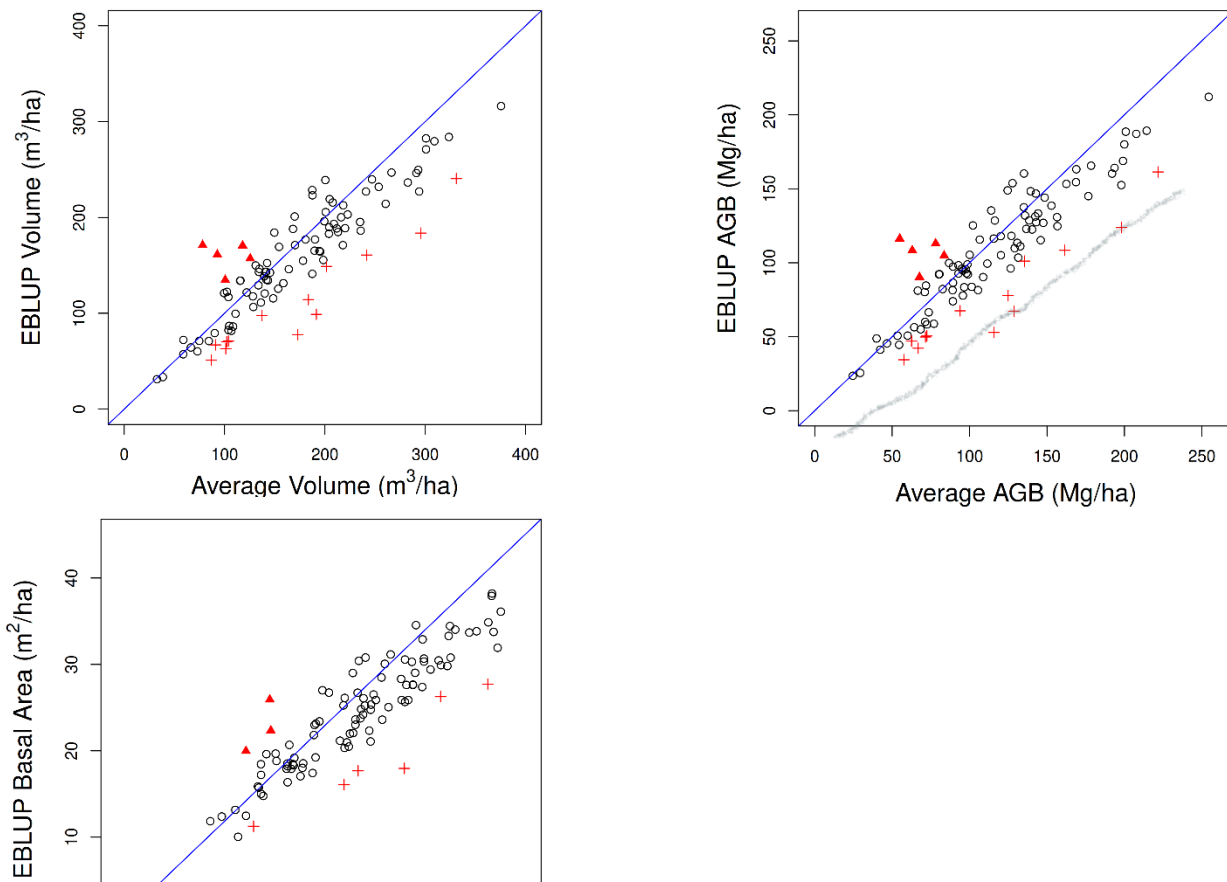 EBLUP Volume (m³/ha)
400
300
200
100
0
0 100 200 300 400
Average Volume (m³/ha)
EBLUP AGB (Mg/ha)
250
200
150
100
50
0
0 50 100 150 200 250
Average AGB (Mg/ha)
EBLUP Basal Area (m²/ha)
40
30
20
10